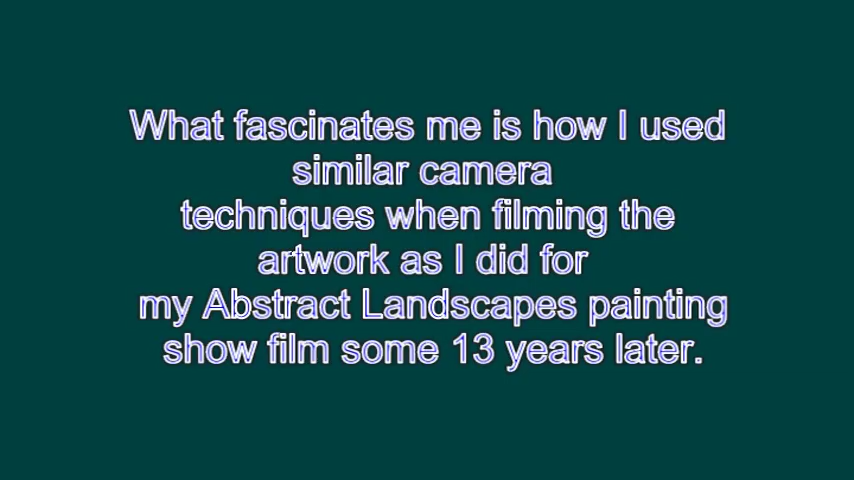 What fascinates me is how I used
similar camera
techniques when filming the
artwork as I did for
my Abstract Landscapes painting
show film some 13 years later.